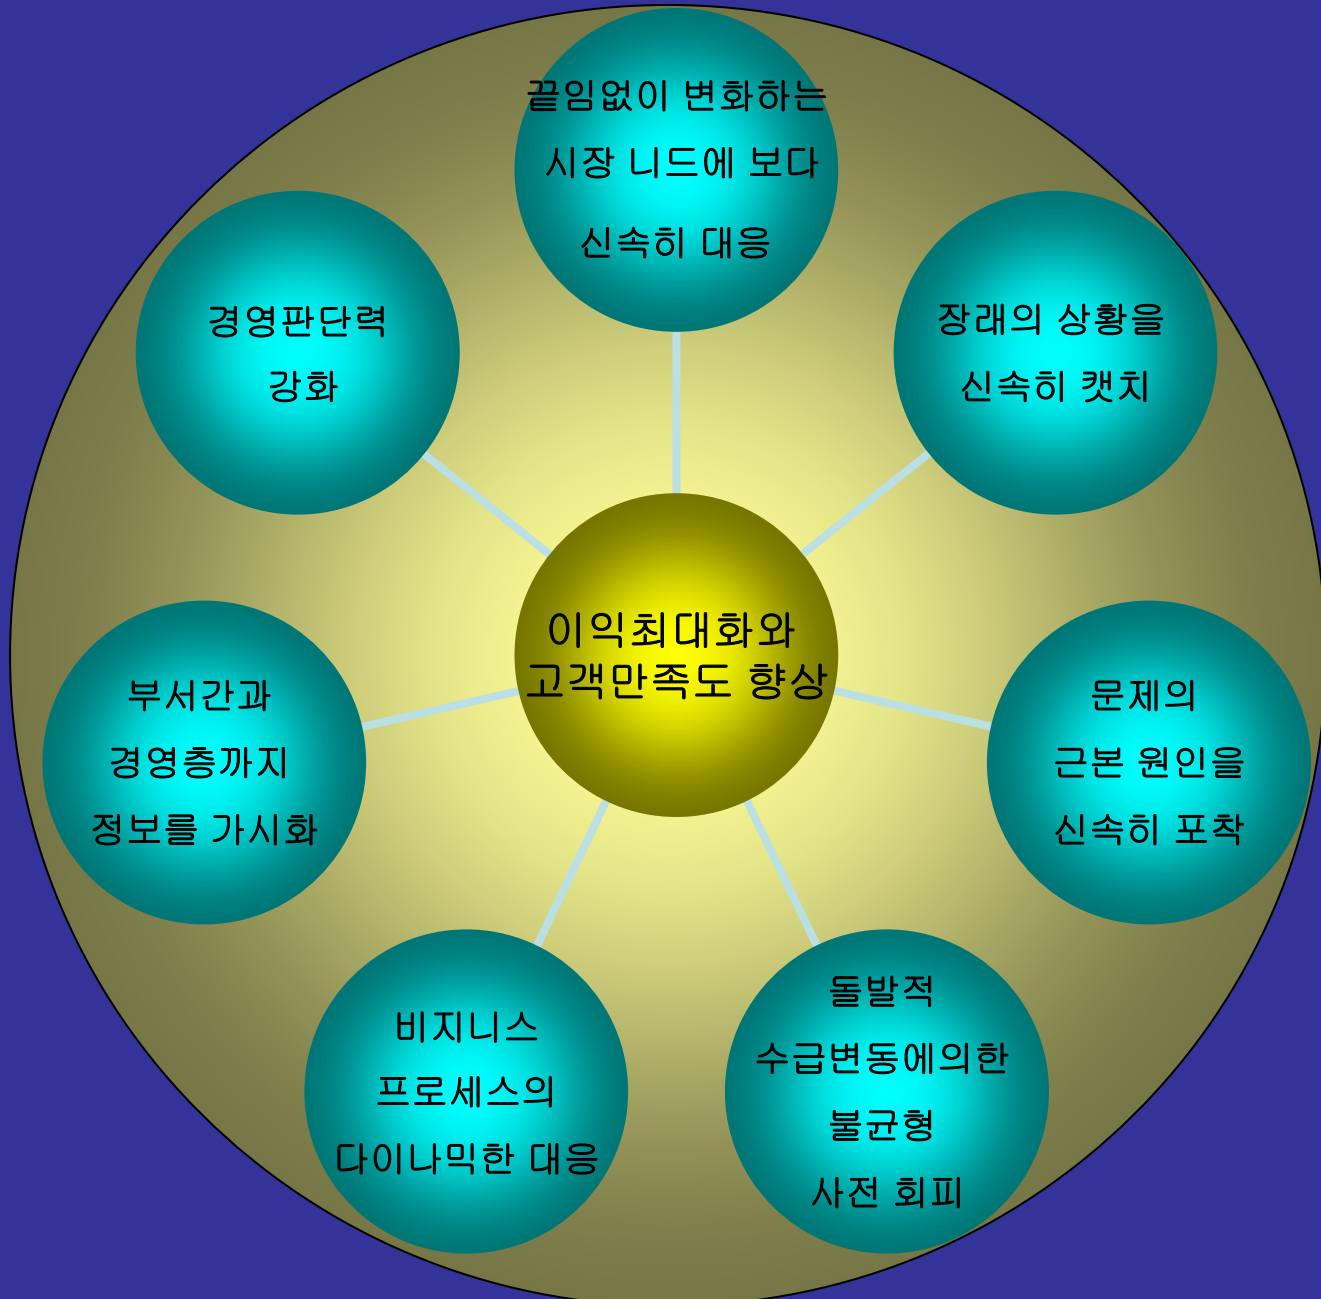 끝임없이 변화하는
시장 니드에 보다
신속히 대응
장래의 상황을
신속히 캣치
문제의
근본 원인을
신속히 포착
돌발적
수급변동에의한
불균형
사전 회피
비지니스
프로세스의
다이나믹한 대응
부서간과
경영층까지
정보를 가시화
경영판단력
강화
이익최대화와
고객만족도 향상